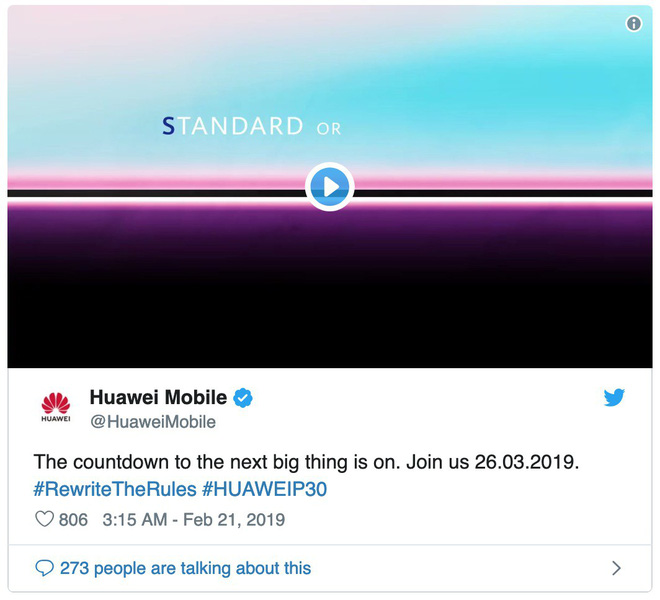 STANDARD OR
Huawei Mobile
@HuaweiMobile
HUAWEI
The countdown to the next big thing is on. Join us 26.03.2019.
#RewriteTheRules #HUAWEIP30
806 3:15 AM - Feb 21, 2019
273 people are talking about this